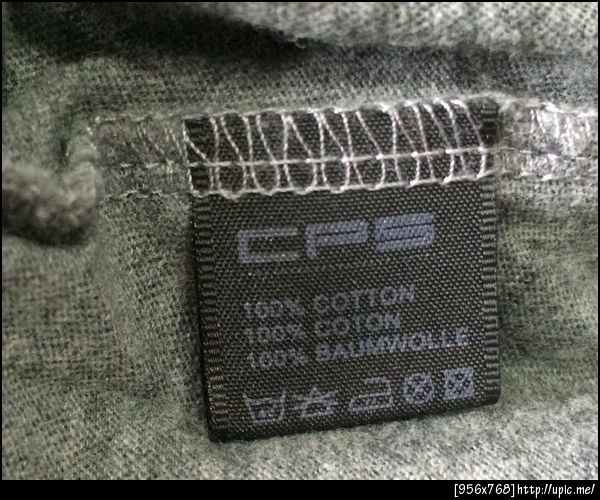 CPS
100% COTTON
100% COTON
100% BAUMWOLLE
[956x768]http://upic.me/